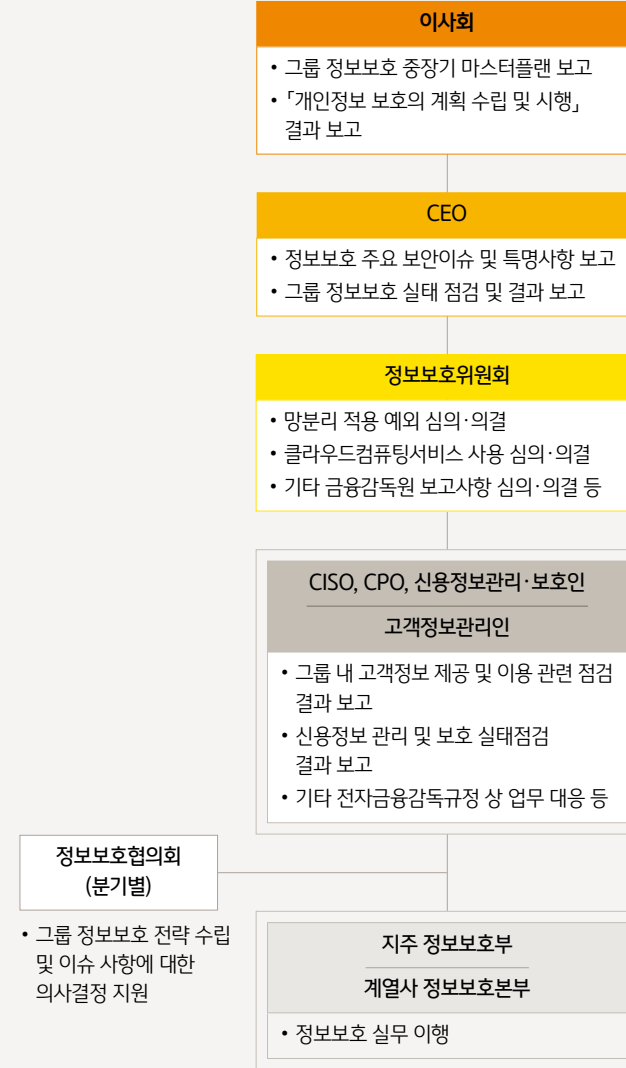 이사회
• 그룹 정보보호 중장기 마스터플랜 보고
• 「개인정보 보호의 계획 수립 및 시행」
결과 보고
CEO
• 정보보호 주요 보안이슈 및 특명사항 보고
• 그룹 정보보호 실태 점검 및 결과 보고
정보보호위원회
• 망분리 적용 예외 심의·의결
• 클라우드컴퓨팅서비스 사용 심의·의결
• 기타 금융감독원 보고사항 심의·의결 등
CISO, CPO, 신용정보관리·보호인
고객정보관리인
• 그룹 내 고객정보 제공 및 이용 관련 점검
결과 보고
• 신용정보 관리 및 보호 실태점검
결과 보고
• 기타 전자금융감독규정 상 업무 대응 등
정보보호협의회
(분기별)
• 그룹 정보보호 전략 수립
및 이슈 사항에 대한
의사결정 지원
지주 정보보호부
계열사 정보보호본부
• 정보보호 실무 이행